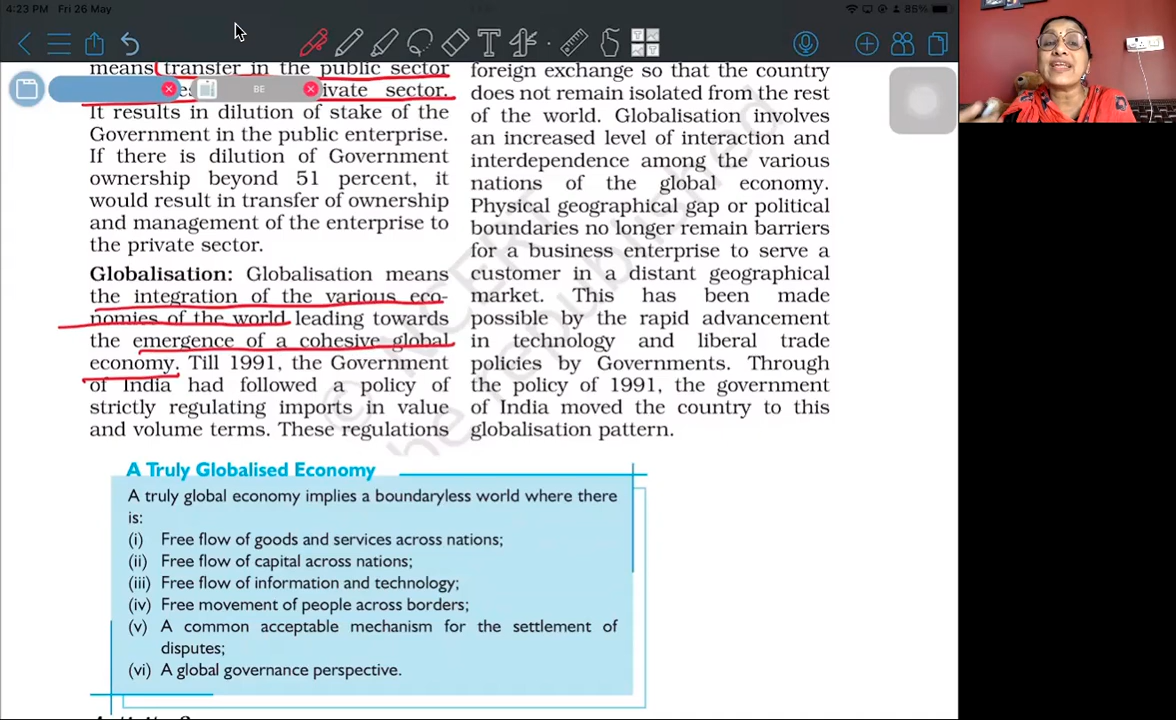 4:23 PM Fri 26 May
85%
BE
means transfer in the public sector
ivate sector.
It results in dilution of stake of the
Government in the public enterprise.
If there is dilution of Government
ownership beyond 51 percent, it
would result in transfer of ownership
and management of the enterprise to
the private sector.
Globalisation: Globalisation means
the integration of the various eco-
nomies of the world leading towards
the emergence of a cohesive global
economy. Till 1991, the Government
of India had followed a policy of
strictly regulating imports in value
and volume terms. These regulations
foreign exchange so that the country
does not remain isolated from the rest
of the world. Globalisation involves
an increased level of interaction and
interdependence among the various
nations of the global economy.
Physical geographical gap or political
boundaries no longer remain barriers
for a business enterprise to serve a
customer in a distant geographical
market. This has been made
possible by the rapid advancement
in technology and liberal trade
policies by Governments. Through
the policy of 1991, the government
of India moved the country to this
globalisation pattern.
© NCERT
be republished
A Truly Globalised Economy
A truly global economy implies a boundaryless world where there
is:
(i) Free flow of goods and services across nations;
(ii) Free flow of capital across nations;
(iii) Free flow of information and technology;
(iv) Free movement of people across borders;
(v) A common acceptable mechanism for the settlement of
disputes;
(vi) A global governance perspective.